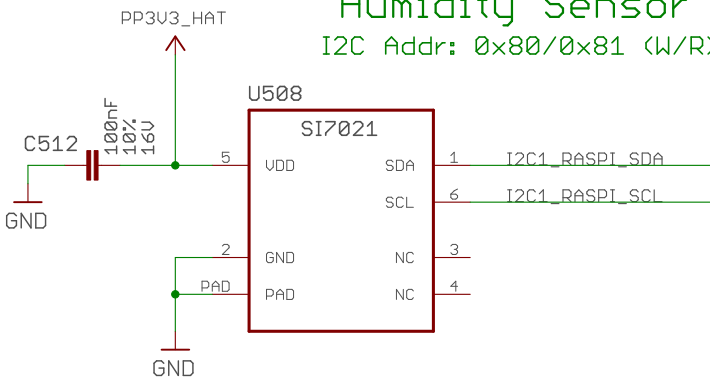 Humidity Sensor
PP3V3_HAT
I2C Addr: 0x80/0x81 (W/R)
U508
SI7021
C512
100nF
10%
16V
5
VDD
SDA
1
I2C1_RASPI_SDA
GND
SCL
6
I2C1_RASPI_SCL
2
GND
NC
3
PAD
PAD
NC
4
GND